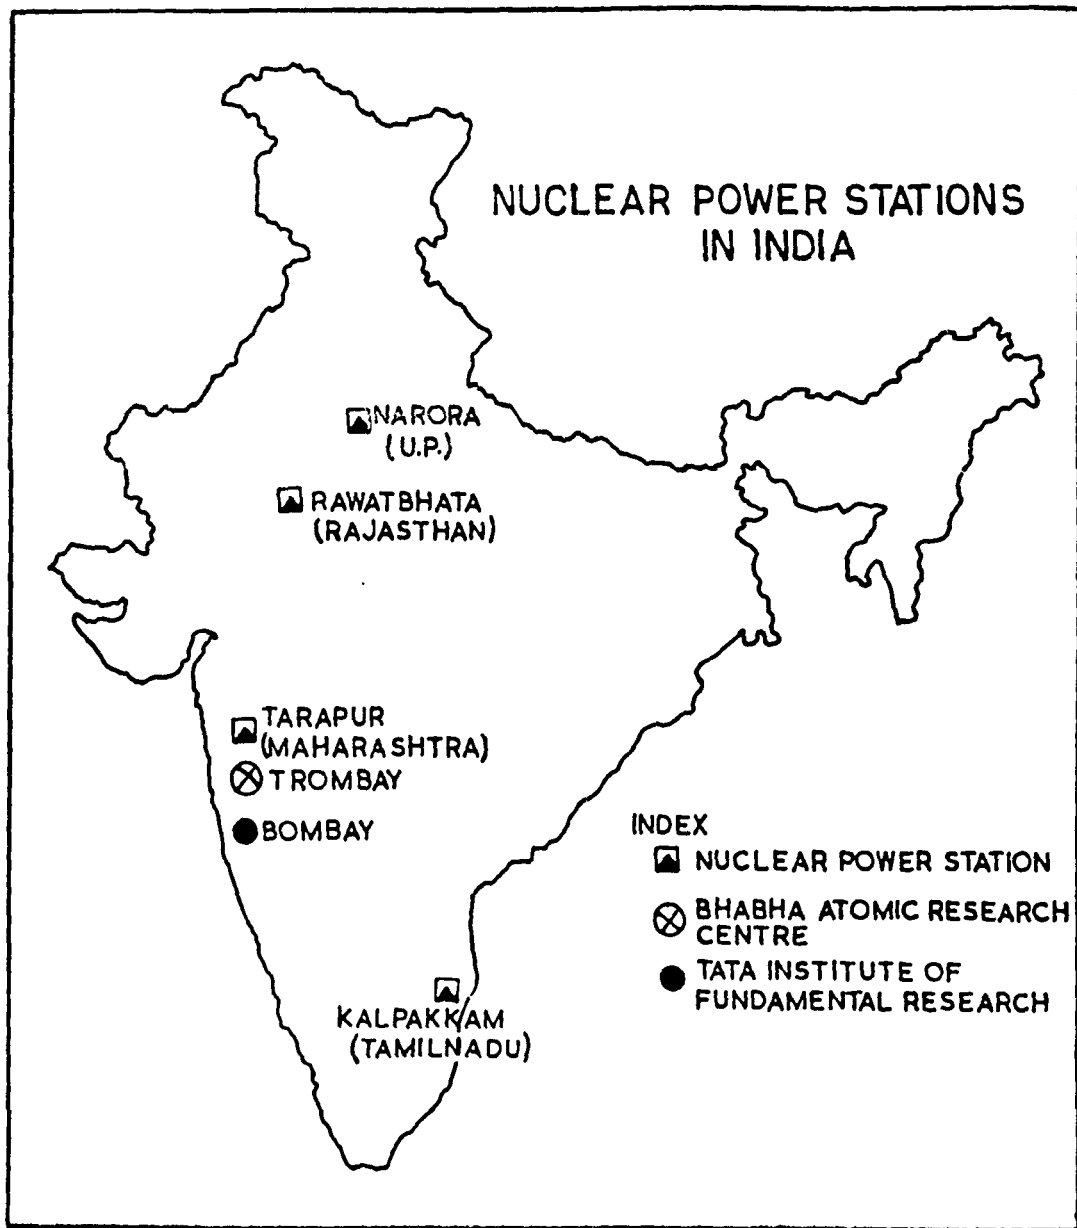 NUCLEAR POWER STATIONS
IN INDIA
NARORA
(U.P.)
RAWATBHATA
(RAJASTHAN)
TARAPUR
(MAHARASHTRA)
TROMBAY
BOMBAY
KALPAKKAM
(TAMILNADU)
INDEX
NUCLEAR POWER STATION
BHABHA ATOMIC RESEARCH
CENTRE
TATA INSTITUTE OF
FUNDAMENTAL RESEARCH